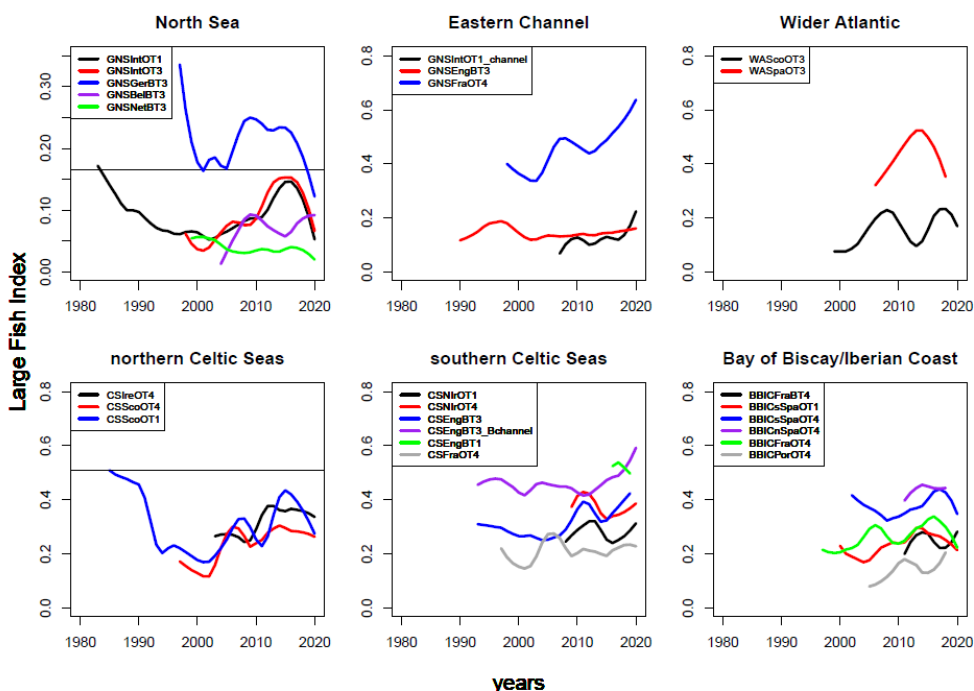 North Sea
GNSIntOT1
GNSIntOT3
GNSGerBT3
GNSBelBT3
GNSNetBT3
0.00 0.10 0.20 0.30
1980 1990 2000 2010 2020
Eastern Channel
GNSIntOT1_channel
GNSEngBT3
GNSFraOT4
0.0 0.2 0.4 0.6 0.8
1980 1990 2000 2010 2020
Wider Atlantic
WAScoOT3
WASpaOT3
0.0 0.2 0.4 0.6 0.8
1980 1990 2000 2010 2020
Large Fish Index
northern Celtic Seas
CSIreOT4
CSScoOT4
CSScoOT1
0.0 0.2 0.4 0.6 0.8
1980 1990 2000 2010 2020
southern Celtic Seas
CSNIrOT1
CSNIrOT4
CSEngBT3
CSEngBT3_Bchannel
CSEngBT1
CSFraOT4
0.0 0.2 0.4 0.6 0.8
1980 1990 2000 2010 2020
Bay of Biscay/Iberian Coast
BBICFraBT4
BBICsSpaOT1
BBICsSpaOT4
BBICnSpaOT4
BBICFraOT4
BBICPorOT4
0.0 0.2 0.4 0.6 0.8
1980 1990 2000 2010 2020
years